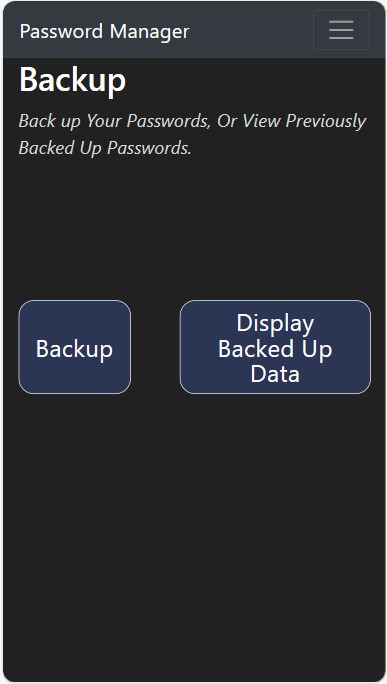 Password Manager
Backup
Back up Your Passwords, Or View Previously
Backed Up Passwords.
Backup
Display
Backed Up
Data